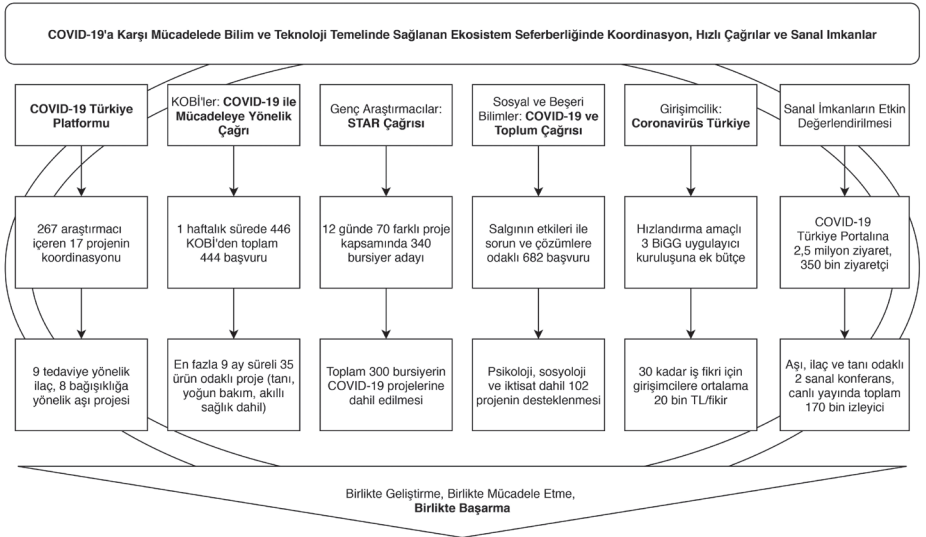 COVID-19'a Karşı Mücadelede Bilim ve Teknoloji Temelinde Sağlanan Ekosistem Seferberliğinde Koordinasyon, Hızlı Çağrılar ve Sanal Imkanlar
COVID-19 Türkiye
Platformu
267 araştırmacı
içeren 17 projenin
koordinasyonu
9 tedaviye yönelik
ilaç, 8 bağışıklığa
yönelik aşı projesi
KOBİ'ler: COVID-19 ile
Mücadeleye Yönelik
Çağrı
1 haftalık sürede 446
KOBİ'den toplam
444 başvuru
En fazla 9 ay süreli 35
ürün odaklı proje (tanı,
yoğun bakım, akıllı
sağlık dahil)
Genç Araştırmacılar:
STAR Çağrısı
12 günde 70 farklı proje
kapsamında 340
bursiyer adayı
Toplam 300 bursiyerin
COVID-19 projelerine
dahil edilmesi
Sosyal ve Beşeri
Bilimler: COVID-19 ve
Toplum Çağrısı
Salgının etkileri ile
sorun ve çözümlere
odaklı 682 başvuru
Psikoloji, sosyoloji
ve iktisat dahil 102
projenin desteklenmesi
Girişimcilik:
Coronavirüs Türkiye
Hızlandırma amaçlı
3 BiGG uygulayıcı
kuruluşuna ek bütçe
30 kadar iş fikri için
girişimcilere ortalama
20 bin TL/fikir
Sanal İmkanların Etkin
Değerlendirilmesi
COVID-19
Türkiye Portalına
2,5 milyon ziyaret,
350 bin ziyaretçi
Aşı, ilaç ve tanı odaklı
2 sanal konferans,
canlı yayında toplam
170 bin izleyici
Birlikte Geliştirme, Birlikte Mücadele Etme,
Birlikte Başarma